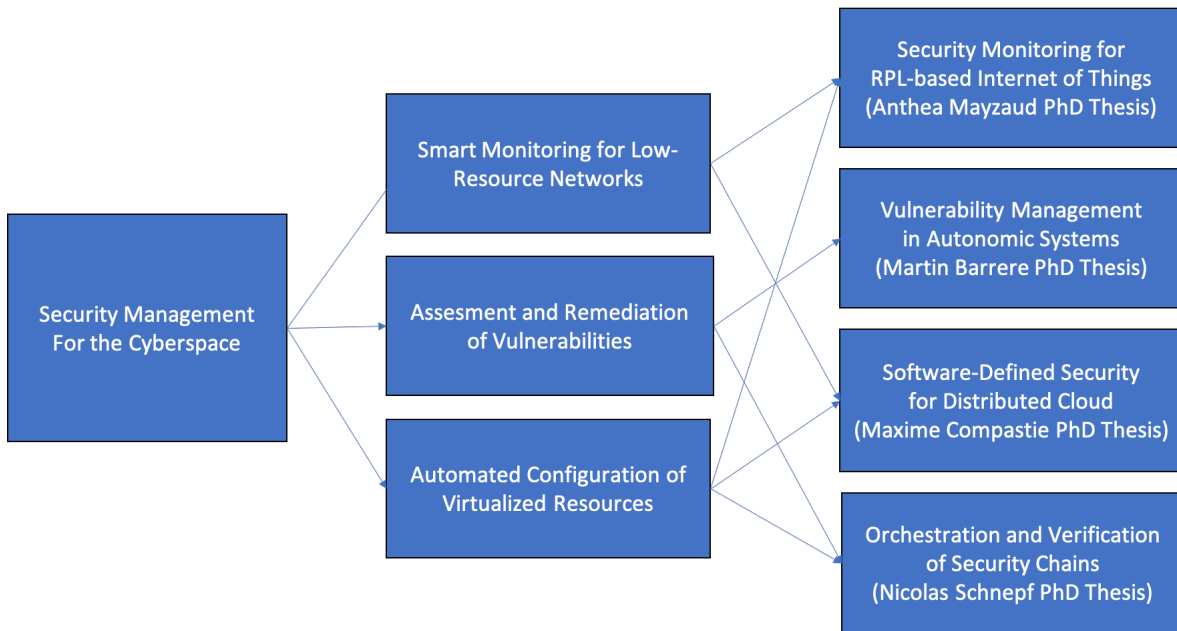 Security Management
For the Cyberspace
Smart Monitoring for Low-
Resource Networks
Assesment and Remediation
of Vulnerabilities
Automated Configuration of
Virtualized Resources
Security Monitoring for
RPL-based Internet of Things
(Anthea Mayzaud PhD Thesis)
Vulnerability Management
in Autonomic Systems
(Martin Barrere PhD Thesis)
Software-Defined Security
for Distributed Cloud
(Maxime Compastie PhD Thesis)
Orchestration and Verification
of Security Chains
(Nicolas Schnepf PhD Thesis)